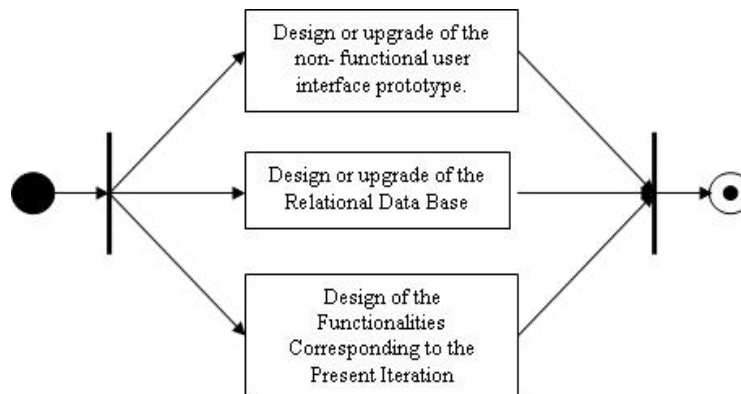 Design or upgrade of the
non- functional user
interface prototype.
Design or upgrade of the
Relational Data Base
Design of the
Functionalities
Corresponding to the
Present Iteration